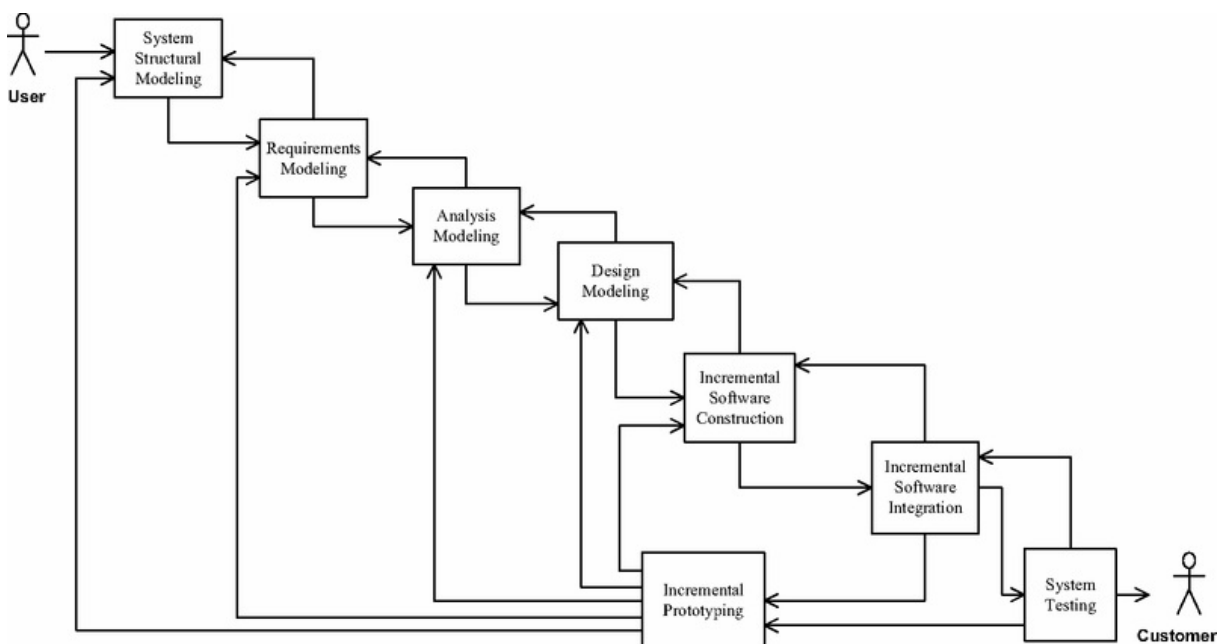 System
Structural
Modeling
User
Requirements
Modeling
Analysis
Modeling
Design
Modeling
Incremental
Software
Construction
Incremental
Software
Integration
Incremental
Prototyping
System
Testing
Customer